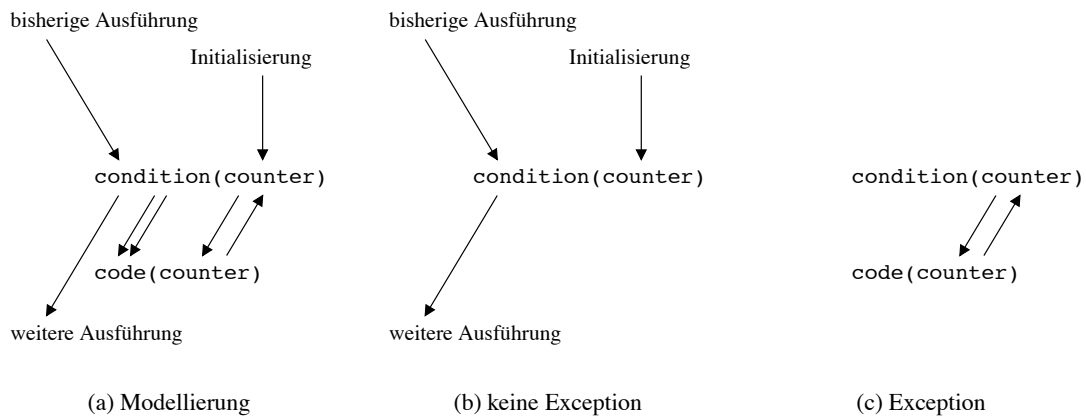 bisherige Ausführung
Initialisierung
condition(counter)
code(counter)
weitere Ausführung
(a) Modellierung
bisherige Ausführung
Initialisierung
condition(counter)
weitere Ausführung
(b) keine Exception
condition(counter)
code(counter)
(c) Exception